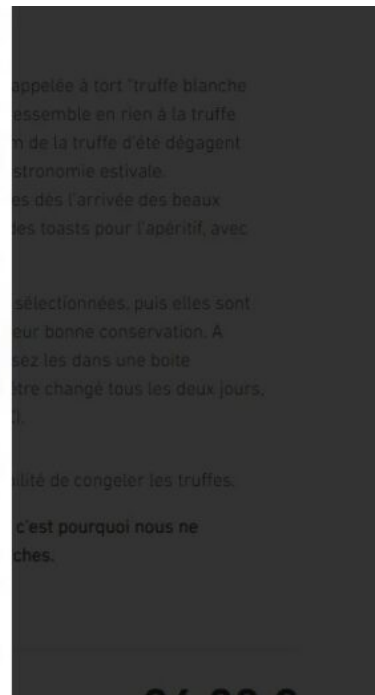 appelée à tort "truffe blanche
essemble en rien à la truffe
m de la truffe d'été dégagent
stronomie estivale.
es dès l'arrivée des beaux
des toasts pour l'apéritif, avec
sélectionnées, puis elles sont
eur bonne conservation. A
sez les dans une boite
être changé tous les deux jours,
ilité de congeler les truffes.
c'est pourquoi nous ne
ches.